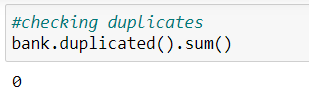 #checking duplicates
bank.duplicated().sum()
0